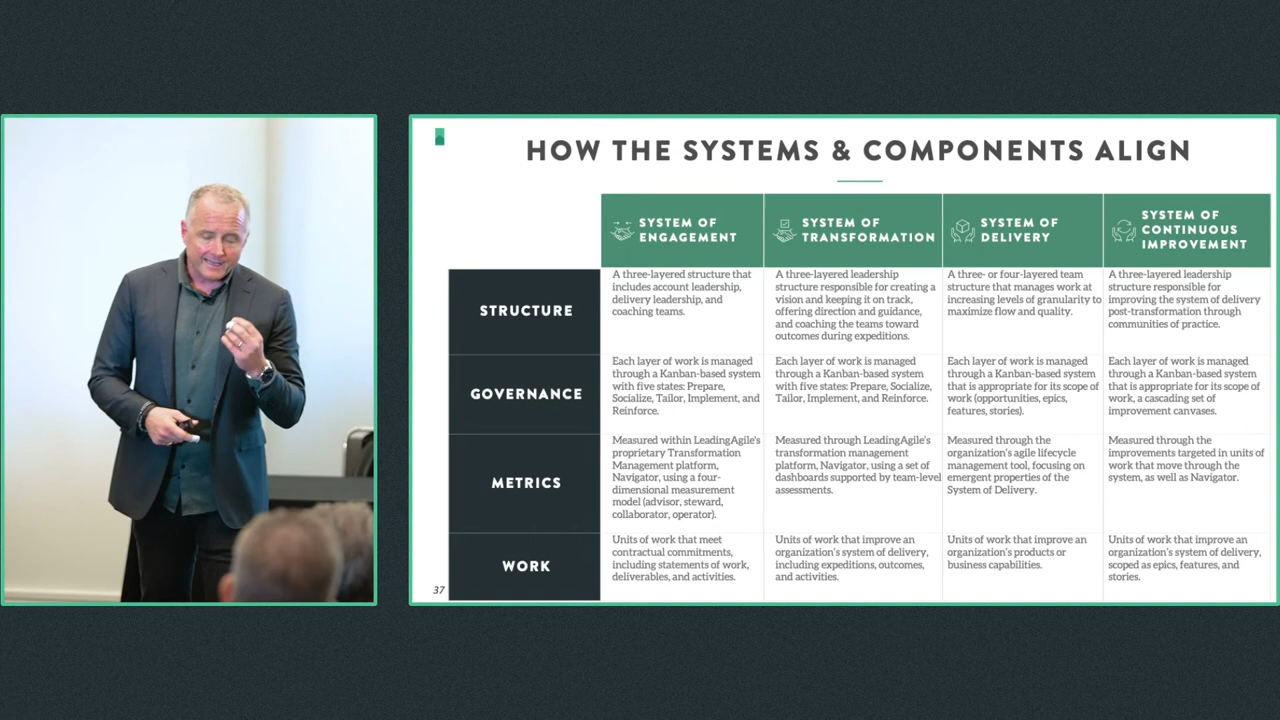 HOW THE SYSTEMS & COMPONENTS ALIGN
SYSTEM OF
ENGAGEMENT
SYSTEM OF
TRANSFORMATION
SYSTEM OF
DELIVERY
SYSTEM OF
CONTINUOUS
IMPROVEMENT
STRUCTURE
A three-layered structure that
includes account leadership,
delivery leadership, and
coaching teams.
A three-layered leadership
structure responsible for creating a
vision and keeping it on track,
offering direction and guidance,
and coaching the teams toward
outcomes during expeditions.
A three- or four-layered team
structure that manages work at
increasing levels of granularity to
maximize flow and quality.
A three-layered leadership
structure responsible for
improving the system of delivery
post-transformation through
communities of practice.
GOVERNANCE
Each layer of work is managed
through a Kanban-based system
with five states: Prepare,
Socialize, Tailor, Implement, and
Reinforce.
Each layer of work is managed
through a Kanban-based system
with five states: Prepare, Socialize,
Tailor, Implement, and Reinforce.
Each layer of work is managed
through a Kanban-based system
that is appropriate for its scope of
work (opportunities, epics,
features, stories).
Each layer of work is managed
through a Kanban-based system
that is appropriate for its scope of
work, a cascading set of
improvement canvases.
METRICS
Measured within LeadingAgile's
proprietary Transformation
Management platform,
Navigator, using a four-
dimensional measurement
model (advisor, steward,
collaborator, operator).
Measured through LeadingAgile's
transformation management
platform, Navigator, using a set of
dashboards supported by team-level
assessments.
Measured through the
organization's agile lifecycle
management tool, focusing on
emergent properties of the
System of Delivery.
Measured through the
improvements targeted in units of
work that move through the
system, as well as Navigator.
WORK
Units of work that meet
contractual commitments,
including statements of work,
deliverables, and activities.
Units of work that improve an
organization's system of delivery,
including expeditions, outcomes,
and activities.
Units of work that improve an
organization's products or
business capabilities.
Units of work that improve an
organization's system of delivery,
scoped as epics, features, and
stories.
37